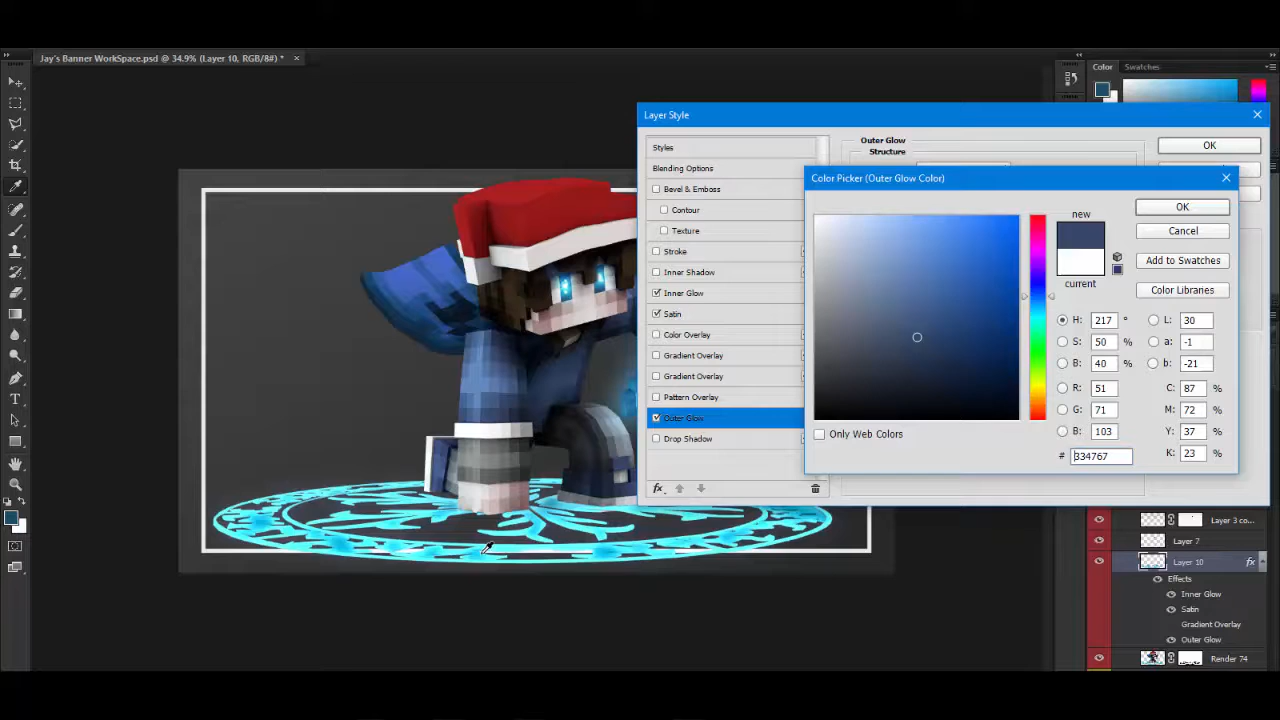 Jay's Banner WorkSpace.psd @ 34.9% (Layer 10, RGB/8#) *
Color
Swatches
Layer Style
Styles
Blending Options
Bevel & Emboss
Contour
Texture
Stroke
Inner Shadow
Inner Glow
Satin
Color Overlay
Gradient Overlay
Gradient Overlay
Pattern Overlay
Outer Glow
Drop Shadow
fx
Outer Glow
Structure
OK
Color Picker (Outer Glow Color)
new
current
OK
Cancel
Add to Swatches
Color Libraries
H: 217 °
S: 50 %
B: 40 %
R: 51
G: 71
B: 103
# 334767
L: 30
a: -1
b: -21
C: 87 %
M: 72 %
Y: 37 %
K: 23 %
Only Web Colors
Layer 3 co...
Layer 7
Layer 10 fx
Effects
Inner Glow
Satin
Gradient Overlay
Outer Glow
Render 74